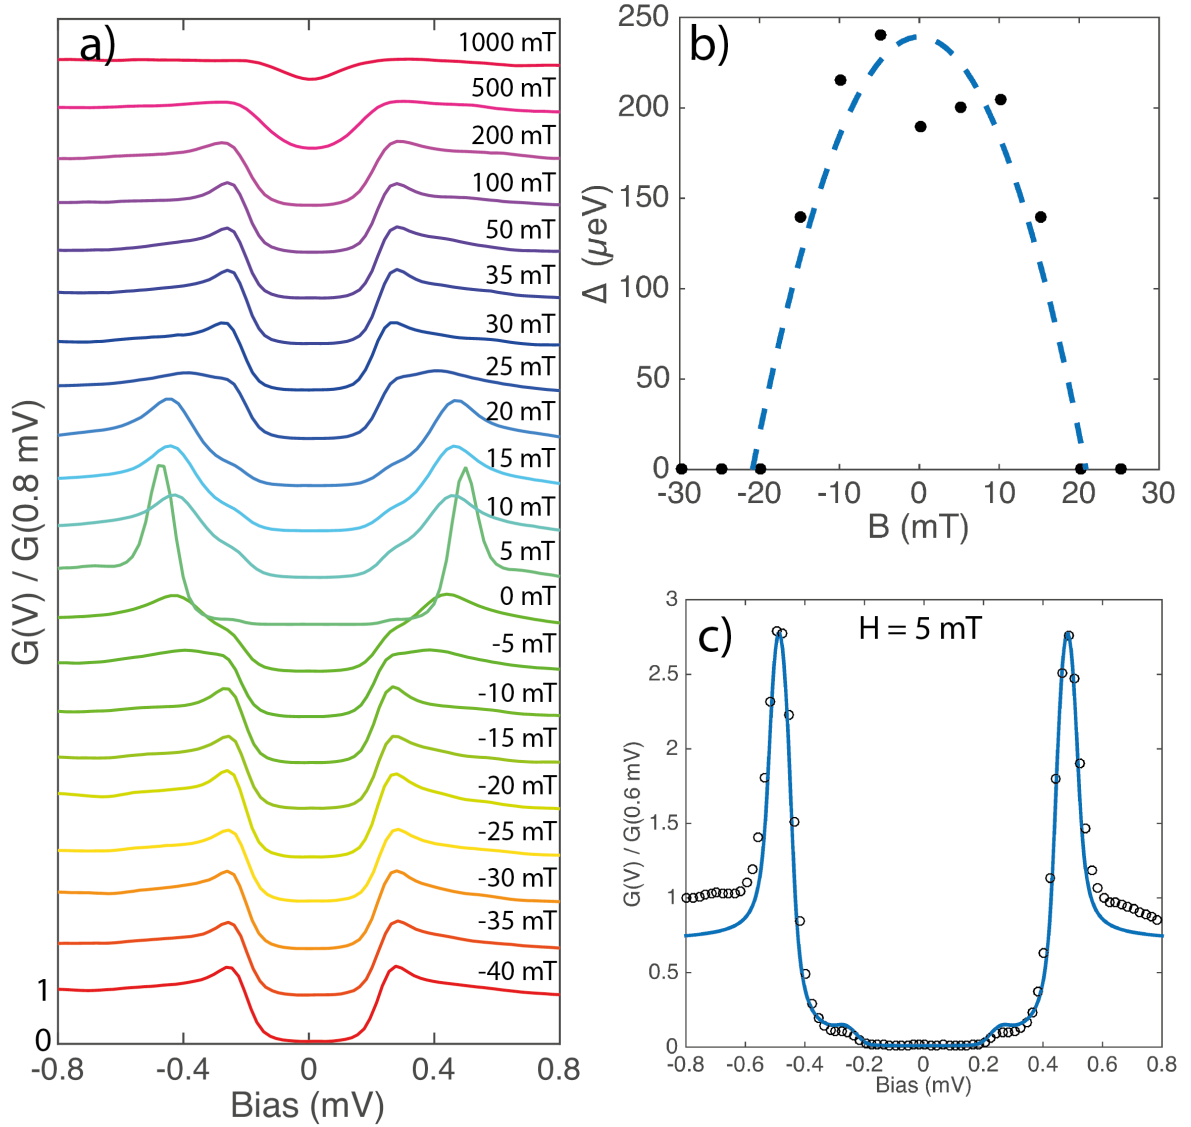 a)
1000 mT
500 mT
200 mT
100 mT
50 mT
35 mT
30 mT
25 mT
20 mT
15 mT
10 mT
5 mT
0 mT
-5 mT
-10 mT
-15 mT
-20 mT
-25 mT
-30 mT
-35 mT
-40 mT
1
0
G(V) / G(0.8 mV)
-0.8 -0.4 0 0.4 0.8
Bias (mV)
b)
250
200
150
100
50
0
Δ (μeV)
-30 -20 -10 0 10 20 30
B (mT)
c)
H = 5 mT
3
2.5
2
1.5
1
0.5
0
G(V) / G(0.6 mV)
-0.8 -0.6 -0.4 -0.2 0 0.2 0.4 0.6 0.8
Bias (mV)